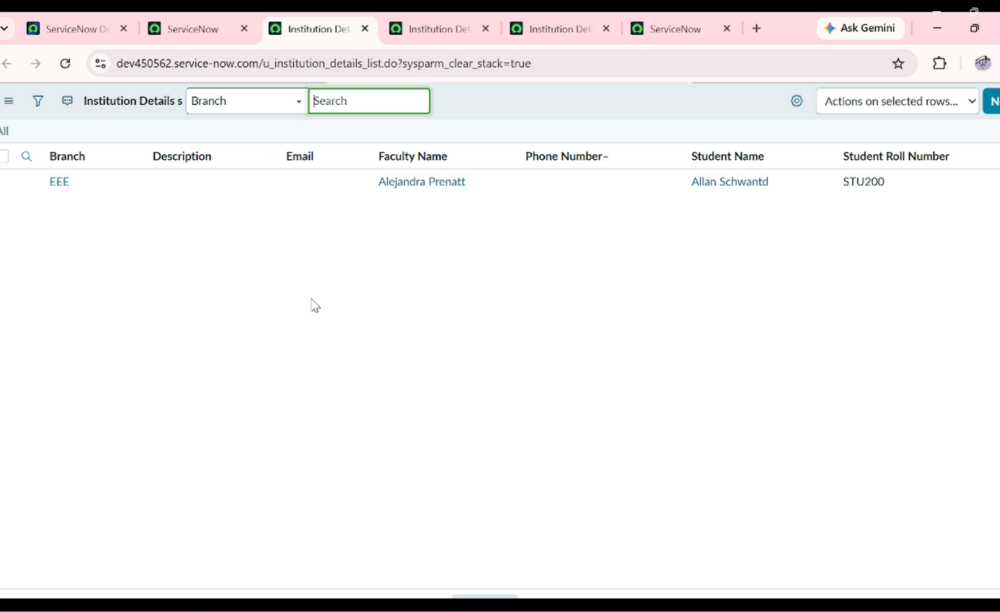 ServiceNow De
ServiceNow
Institution Det
Institution Det
Institution Det
ServiceNow
Ask Gemini
dev450562.service-now.com/u_institution_details_list.do?sysparm_clear_stack=true
Institution Details s Branch Search Actions on selected rows... N
All
Branch Description Email Faculty Name Phone Number- Student Name Student Roll Number
EEE Alejandra Prenatt Allan Schwantd STU200